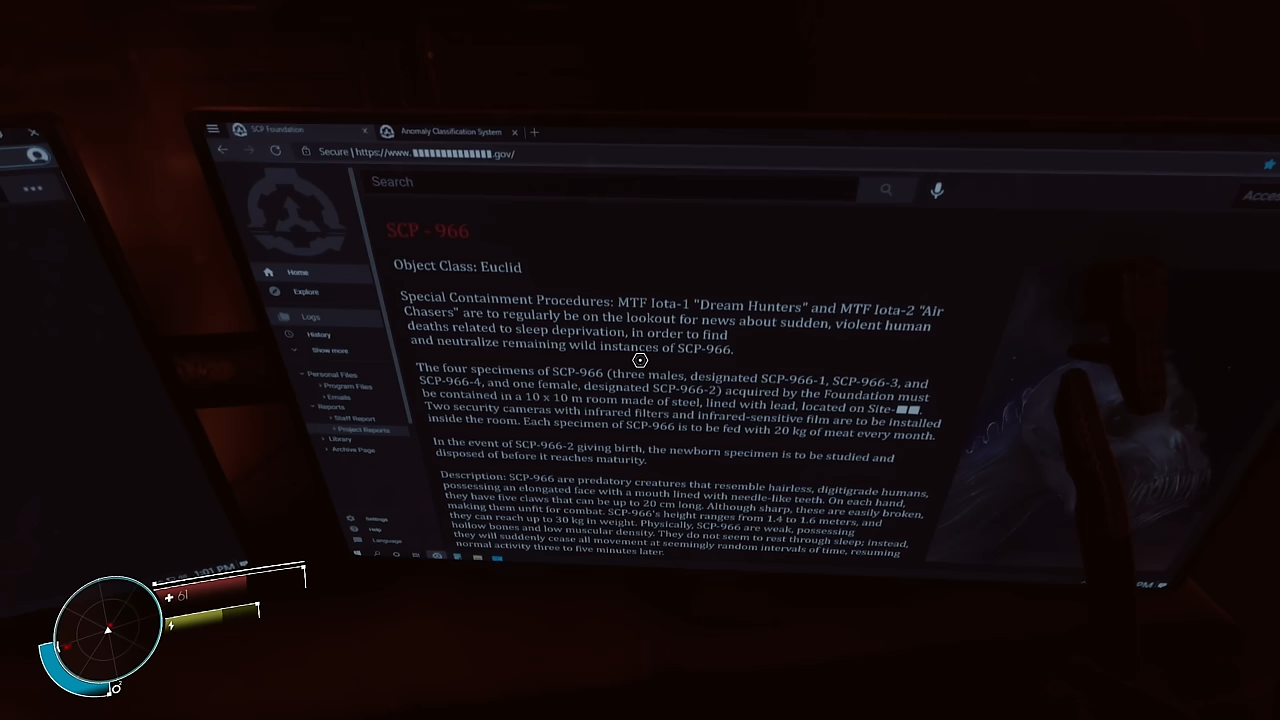 SCP Foundation
Anomaly Classification System
Secure | https://www.▮▮▮▮▮▮▮▮▮▮▮▮▮▮.gov/
Search
Acces
SCP - 966
Object Class: Euclid
Home
Explore
Logs
History
Show more
Personal Files
Program Files
Emails
Reports
Staff Report
Project Reports
Library
Archive Page
Settings
Help
Language
Special Containment Procedures: MTF Iota-1 "Dream Hunters" and MTF Iota-2 "Air
Chasers" are to regularly be on the lookout for news about sudden, violent human
deaths related to sleep deprivation, in order to find
and neutralize remaining wild instances of SCP-966.
The four specimens of SCP-966 (three males, designated SCP-966-1, SCP-966-3, and
SCP-966-4, and one female, designated SCP-966-2) acquired by the Foundation must
be contained in a 10 x 10 m room made of steel, lined with lead, located on Site-■■.
Two security cameras with infrared filters and infrared-sensitive film are to be installed
inside the room. Each specimen of SCP-966 is to be fed with 20 kg of meat every month.
In the event of SCP-966-2 giving birth, the newborn specimen is to be studied and
disposed of before it reaches maturity.
Description: SCP-966 are predatory creatures that resemble hairless, digitigrade humans,
possessing an elongated face with a mouth lined with needle-like teeth. On each hand,
they have five claws that can be up to 20 cm long. Although sharp, these are easily broken,
making them unfit for combat. SCP-966's height ranges from 1.4 to 1.6 meters, and
they can reach up to 30 kg in weight. Physically, SCP-966 are weak, possessing
hollow bones and low muscular density. They do not seem to rest through sleep; instead,
they will suddenly cease all movement at seemingly random intervals of time, resuming
normal activity three to five minutes later.
1:01 PM
PM
61